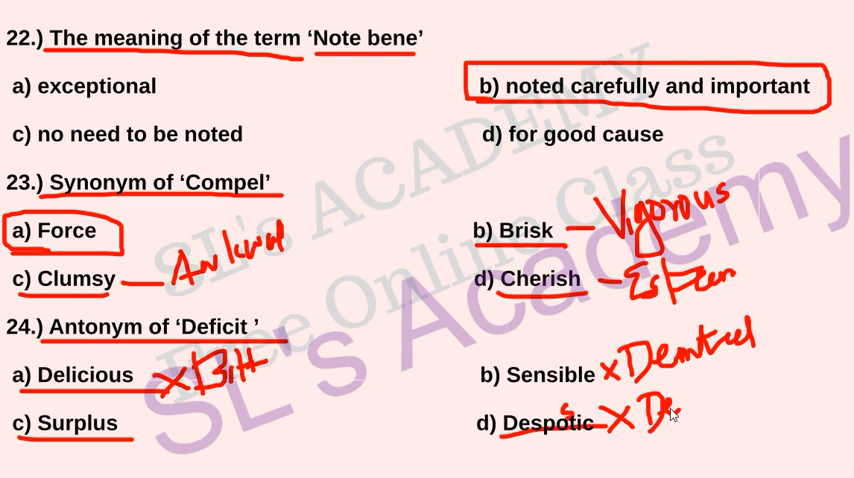 22.) The meaning of the term ‘Note bene’
a) exceptional b) noted carefully and important
c) no need to be noted d) for good cause
23.) Synonym of ‘Compel’
a) Force b) Brisk – Vigorous
c) Clumsy – d) Cherish –
24.) Antonym of ‘Deficit ’
a) Delicious x b) Sensible x
c) Surplus d) Despotic x De
SL's ACADEMY
Free Online Class
SL's Academy